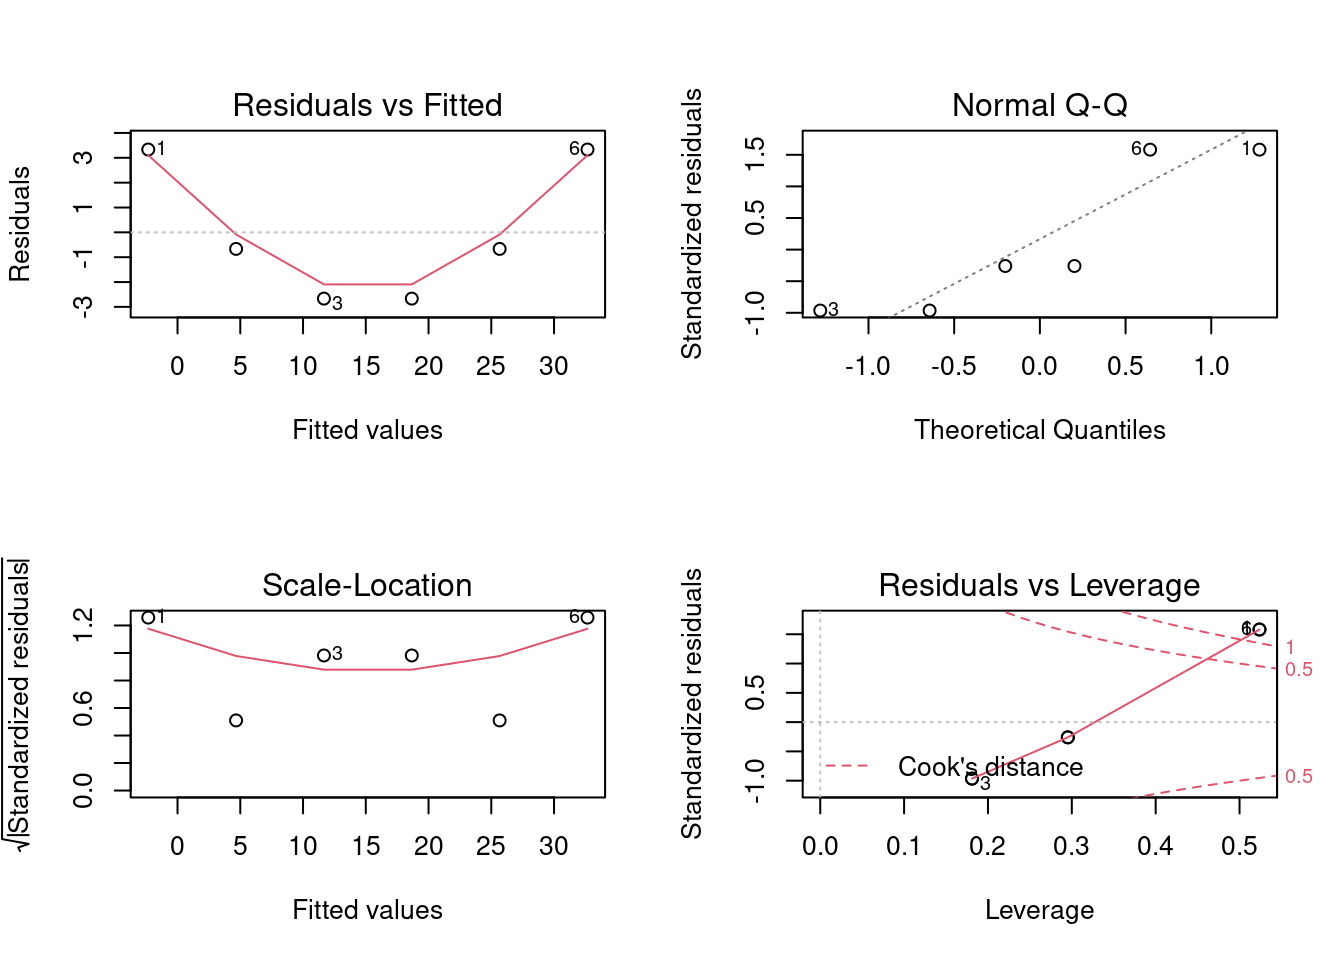 Residuals vs Fitted
Residuals
3
1
-1
-3
1
6
3
0 5 10 15 20 25 30
Fitted values
Normal Q-Q
Standardized residuals
1.5
0.5
-1.0
6
1
3
-1.0 -0.5 0.0 0.5 1.0
Theoretical Quantiles
Scale-Location
√|Standardized residuals|
1.2
0.6
0.0
1
6
3
0 5 10 15 20 25 30
Fitted values
Residuals vs Leverage
Standardized residuals
0.5
-1.0
6
1
0.5
0.5
Cook's distance
3
0.0 0.1 0.2 0.3 0.4 0.5
Leverage